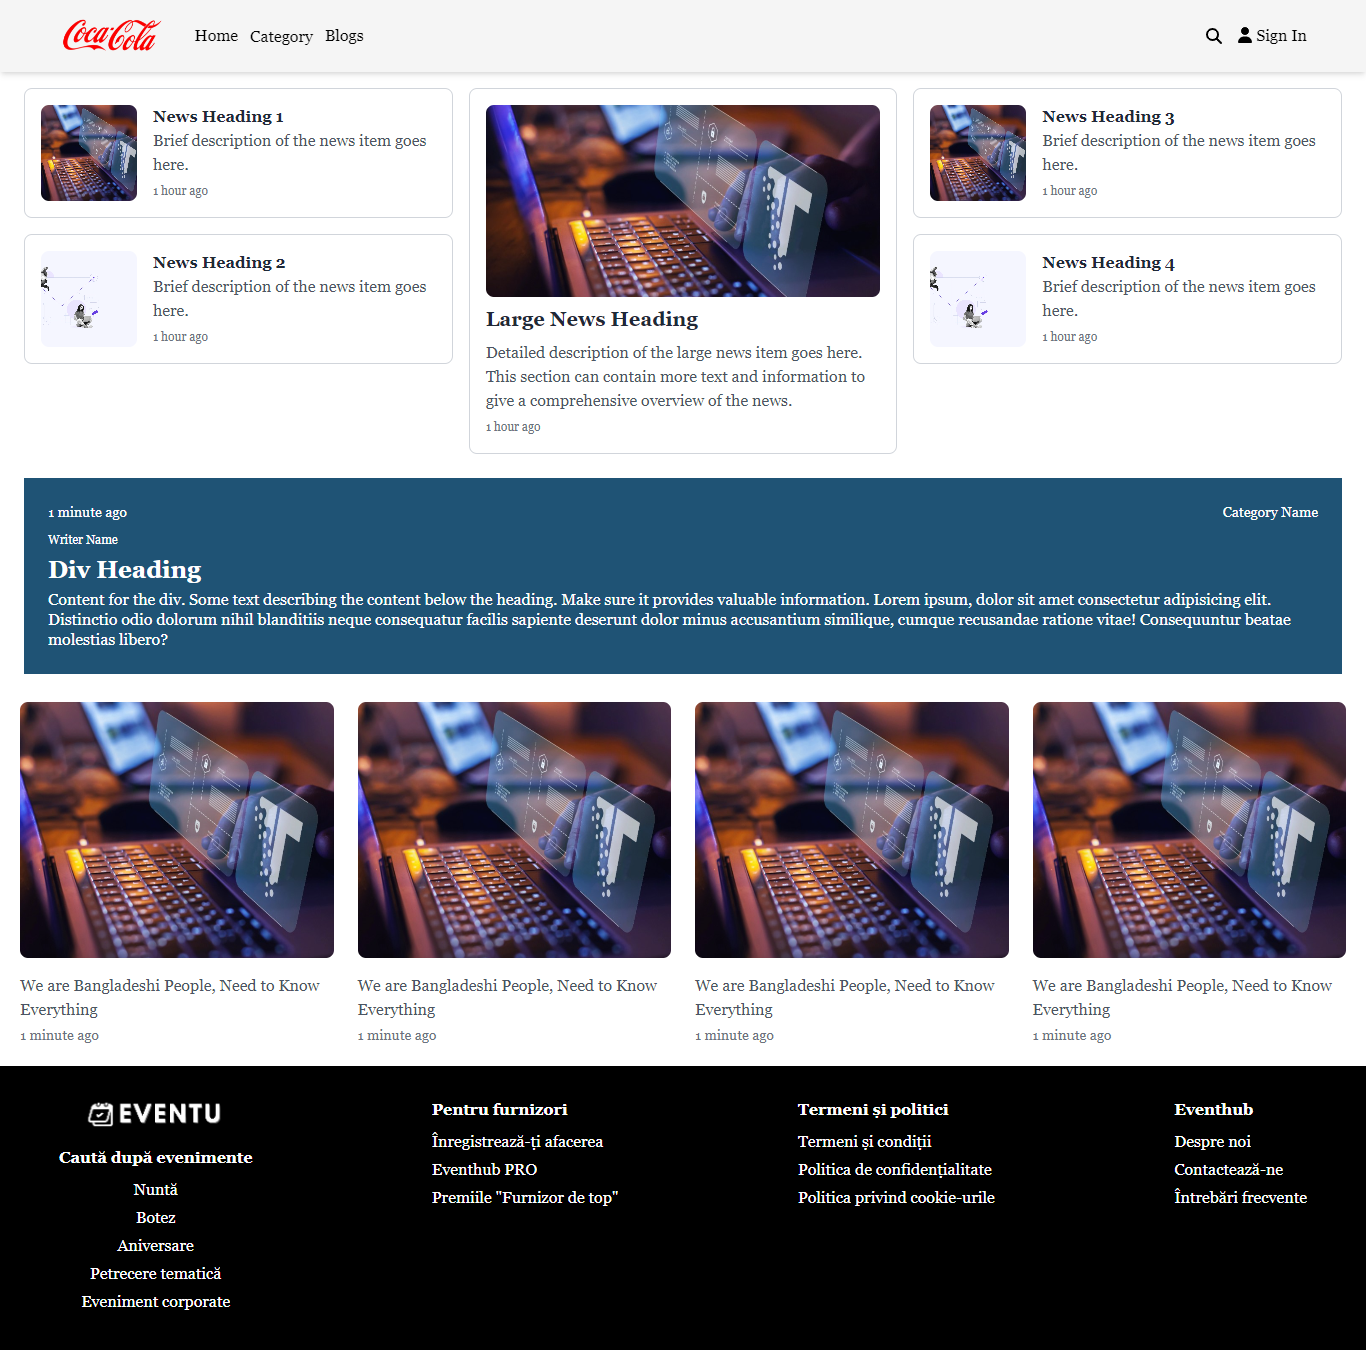 Coca-Cola
Home
Category
Blogs
Sign In
News Heading 1
Brief description of the news item goes
here.
1 hour ago
News Heading 2
Brief description of the news item goes
here.
1 hour ago
Large News Heading
Detailed description of the large news item goes here.
This section can contain more text and information to
give a comprehensive overview of the news.
1 hour ago
News Heading 3
Brief description of the news item goes
here.
1 hour ago
News Heading 4
Brief description of the news item goes
here.
1 hour ago
1 minute ago
Category Name
Writer Name
Div Heading
Content for the div. Some text describing the content below the heading. Make sure it provides valuable information. Lorem ipsum, dolor sit amet consectetur adipisicing elit.
Distinctio odio dolorum nihil blanditiis neque consequatur facilis sapiente deserunt dolor minus accusantium similique, cumque recusandae ratione vitae! Consequuntur beatae
molestias libero?
We are Bangladeshi People, Need to Know
Everything
1 minute ago
We are Bangladeshi People, Need to Know
Everything
1 minute ago
We are Bangladeshi People, Need to Know
Everything
1 minute ago
We are Bangladeshi People, Need to Know
Everything
1 minute ago
EVENTU
Caută după evenimente
Nuntă
Botez
Aniversare
Petrecere tematică
Eveniment corporate
Pentru furnizori
Înregistrează-ți afacerea
Eventhub PRO
Premiile "Furnizor de top"
Termeni și politici
Termeni și condiții
Politica de confidențialitate
Politica privind cookie-urile
Eventhub
Despre noi
Contactează-ne
Întrebări frecvente